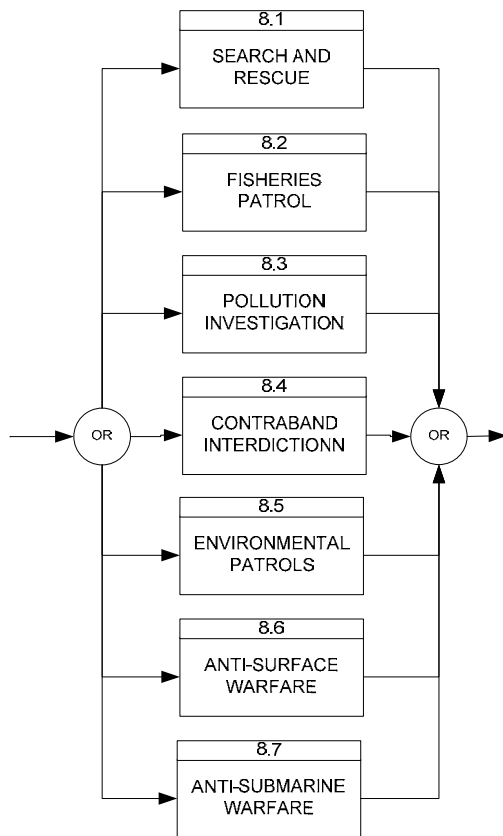 8.1
SEARCH AND
RESCUE
8.2
FISHERIES
PATROL
8.3
POLLUTION
INVESTIGATION
8.4
OR
CONTRABAND
INTERDICTIONN
OR
8.5
ENVIRONMENTAL
PATROLS
8.6
ANTI-SURFACE
WARFARE
8.7
ANTI-SUBMARINE
WARFARE